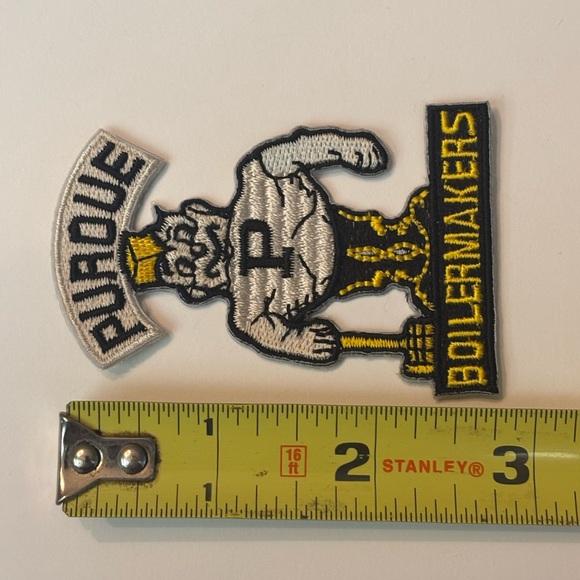 PURDUE
P
BOILERMAKERS
1
16
ft
2
STANLEY®
3
1